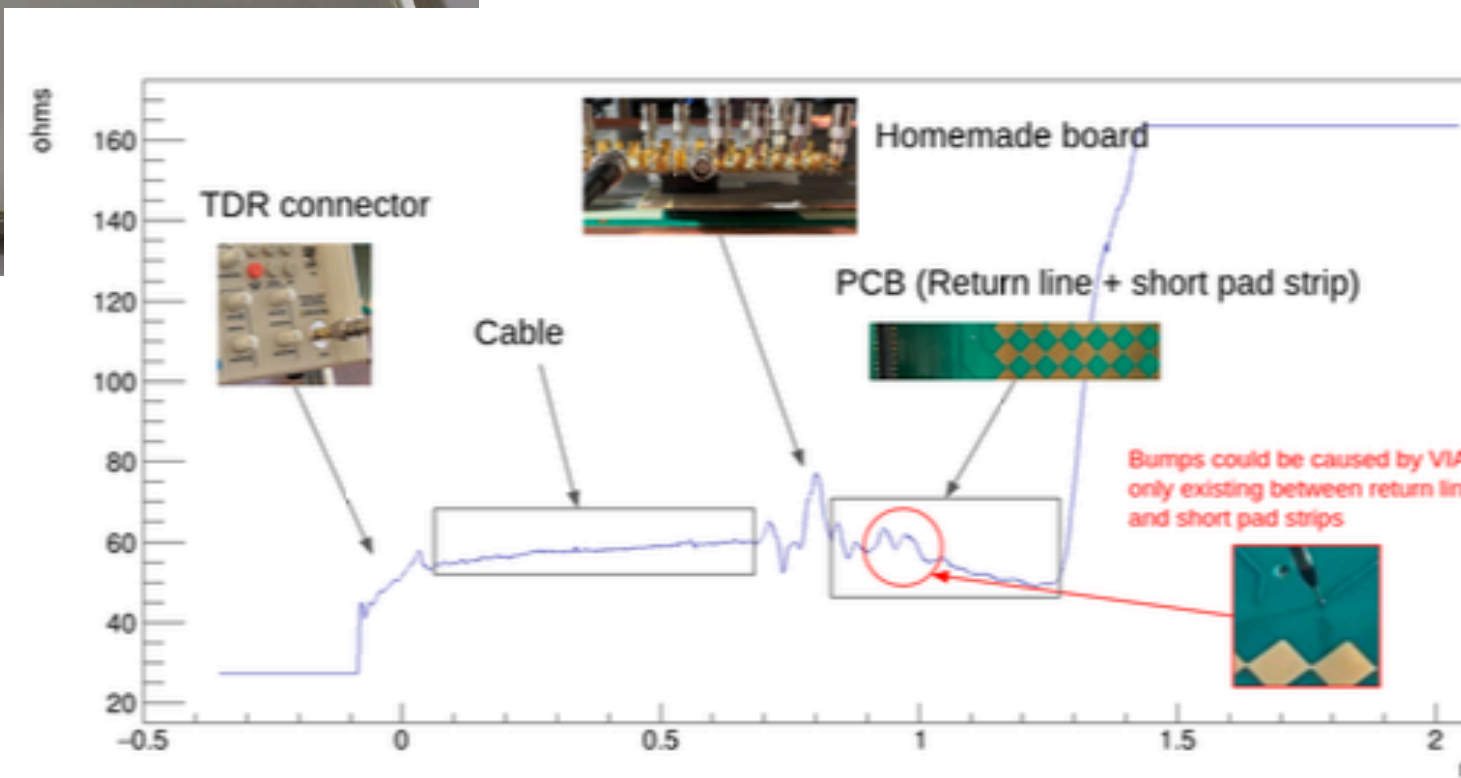 ohms
160
Homemade board
TDR connector
140
PCB (Return line + short pad strip)
120
Cable
100
80
Bumps could be caused by VIA
only existing between return lin
and short pad strips
60
40
20
−0.5
0
0.5
1
1.5
2